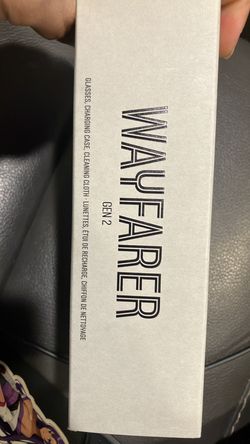 WAYFARER
GEN 2
GLASSES, CHARGING CASE, CLEANING CLOTH · LUNETTES, ÉTUI DE RECHARGE, CHIFFON DE NETTOYAGE